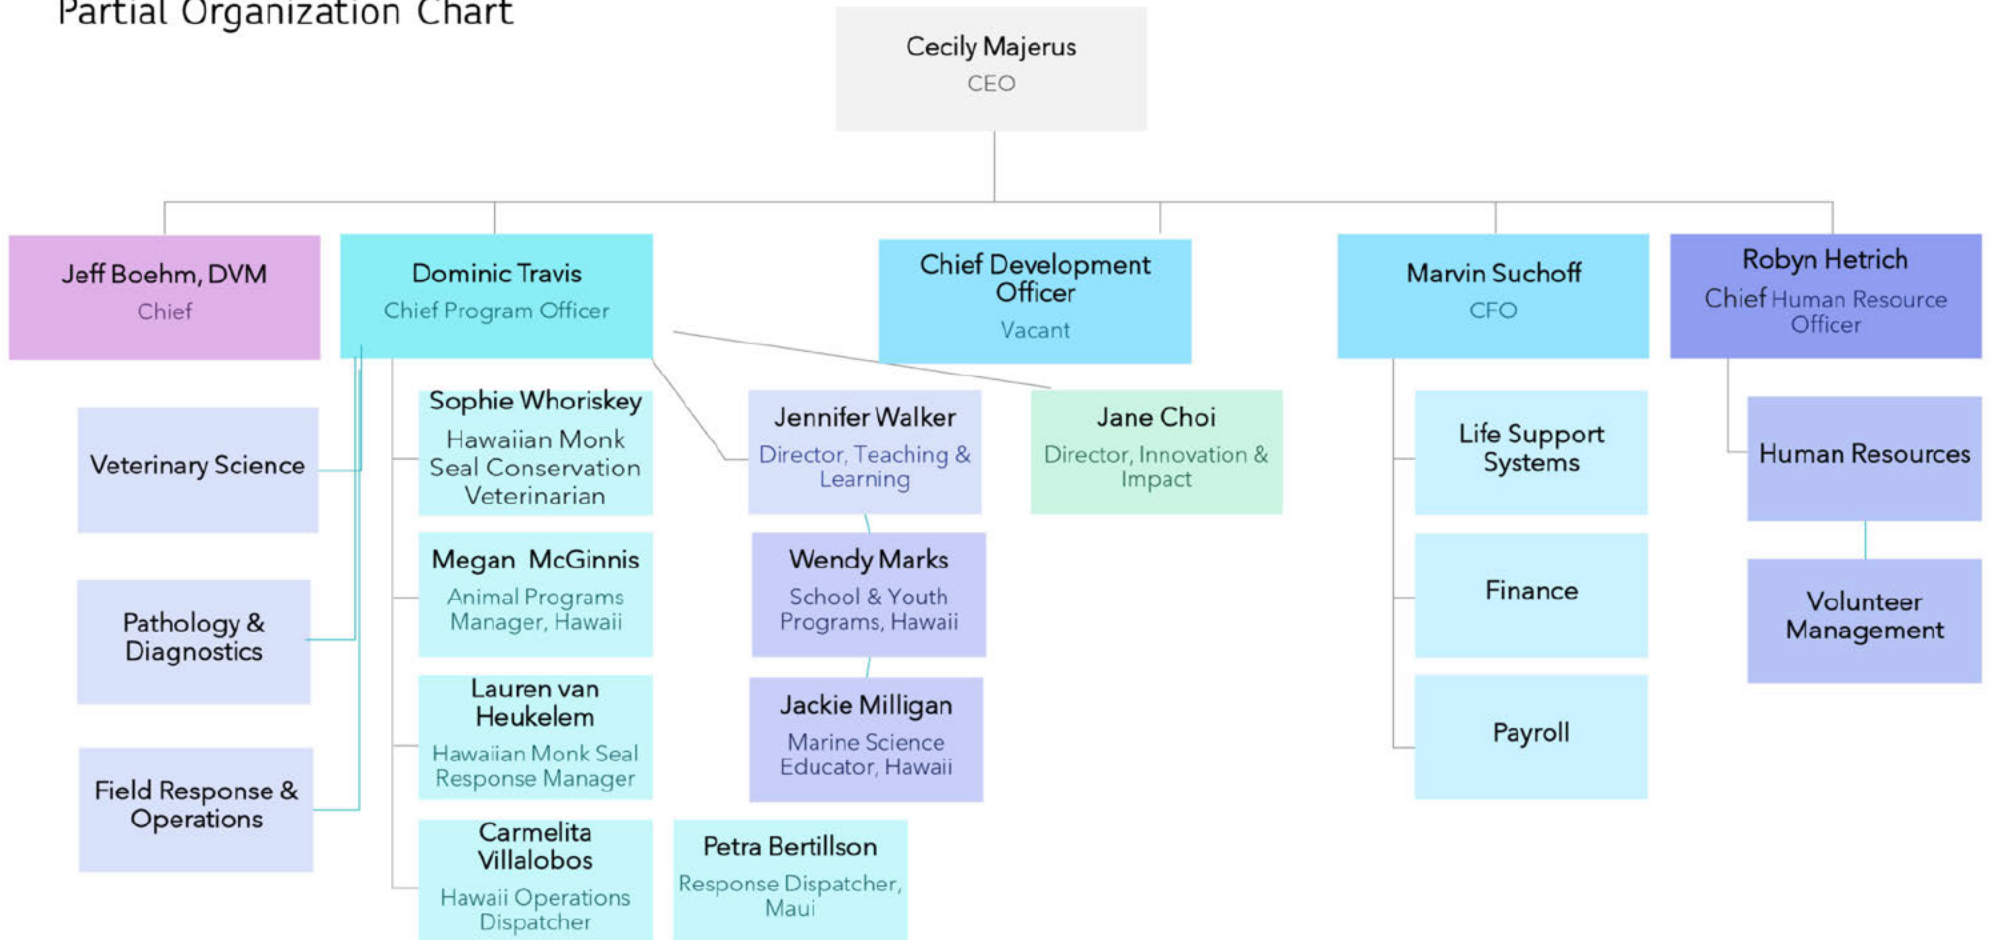 Partial Organization Chart
Cecily Majerus
CEO
Jeff Boehm, DVM
Chief
Dominic Travis
Chief Program Officer
Chief Development
Officer
Vacant
Marvin Suchoff
CFO
Robyn Hetrich
Chief Human Resource
Officer
Veterinary Science
Pathology &
Diagnostics
Field Response &
Operations
Sophie Whoriskey
Hawaiian Monk
Seal Conservation
Veterinarian
Megan McGinnis
Animal Programs
Manager, Hawaii
Lauren van
Heukelem
Hawaiian Monk Seal
Response Manager
Carmelita
Villalobos
Hawaii Operations
Dispatcher
Petra Bertillson
Response Dispatcher,
Maui
Jennifer Walker
Director, Teaching &
Learning
Wendy Marks
School & Youth
Programs, Hawaii
Jackie Milligan
Marine Science
Educator, Hawaii
Jane Choi
Director, Innovation &
Impact
Life Support
Systems
Finance
Payroll
Human Resources
Volunteer
Management